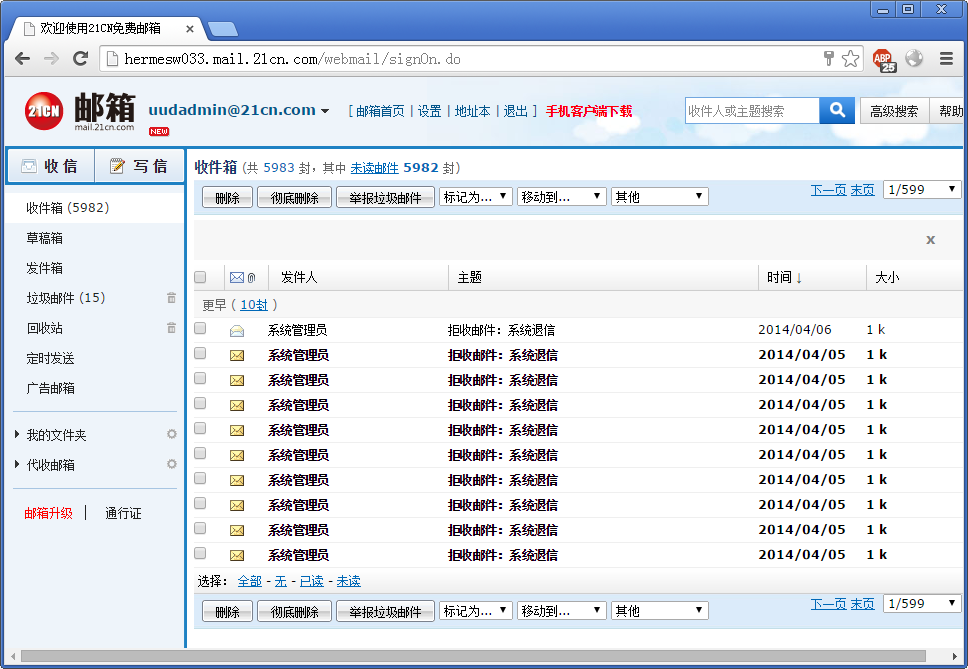 欢迎使用21CN免费邮箱
hermesw033.mail.21cn.com/webmail/signOn.do
ABP 25
21CN 邮箱 mail.21cn.com
uudadmin@21cn.com
NEW
[ 邮箱首页 | 设置 | 地址本 | 退出 ] 手机客户端下载
收件人或主题搜索 高级搜索 帮助
收 信 写 信
收件箱 (5982)
草稿箱
发件箱
垃圾邮件 (15)
回收站
定时发送
广告邮箱
我的文件夹
代收邮箱
邮箱升级 | 通行证
收件箱 (共 5983 封，其中 未读邮件 5982 封)
删除 彻底删除 举报垃圾邮件 标记为... 移动到... 其他 下一页 末页 1/599
x
发件人 主题 时间↓ 大小
更早 ( 10封 )
系统管理员 拒收邮件：系统退信 2014/04/06 1 k
系统管理员 拒收邮件：系统退信 2014/04/05 1 k
系统管理员 拒收邮件：系统退信 2014/04/05 1 k
系统管理员 拒收邮件：系统退信 2014/04/05 1 k
系统管理员 拒收邮件：系统退信 2014/04/05 1 k
系统管理员 拒收邮件：系统退信 2014/04/05 1 k
系统管理员 拒收邮件：系统退信 2014/04/05 1 k
系统管理员 拒收邮件：系统退信 2014/04/05 1 k
系统管理员 拒收邮件：系统退信 2014/04/05 1 k
系统管理员 拒收邮件：系统退信 2014/04/05 1 k
选择： 全部 - 无 - 已读 - 未读
删除 彻底删除 举报垃圾邮件 标记为... 移动到... 其他 下一页 末页 1/599